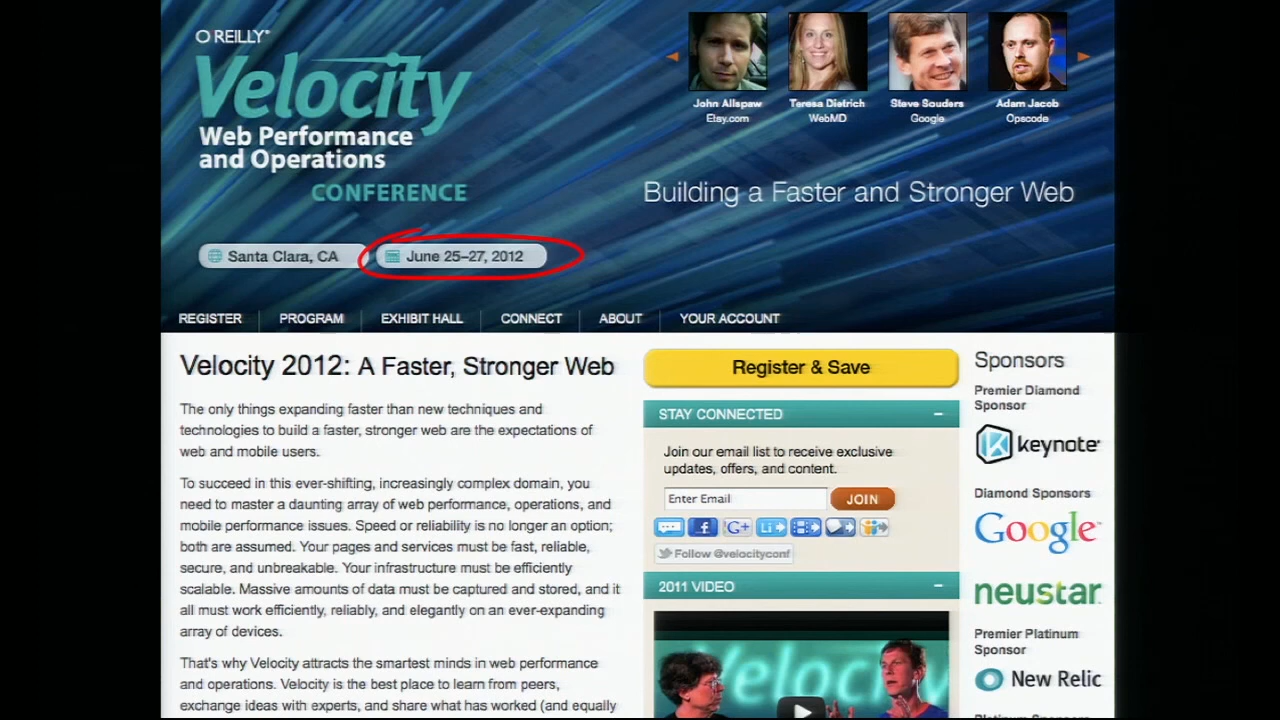 O'REILLY®
Velocity
Web Performance
and Operations
CONFERENCE
John Allspaw
Etsy.com
Teresa Dietrich
WebMD
Steve Souders
Google
Adam Jacob
Opscode
Building a Faster and Stronger Web
Santa Clara, CA
June 25–27, 2012
REGISTER
PROGRAM
EXHIBIT HALL
CONNECT
ABOUT
YOUR ACCOUNT
Velocity 2012: A Faster, Stronger Web
The only things expanding faster than new techniques and
technologies to build a faster, stronger web are the expectations of
web and mobile users.
To succeed in this ever-shifting, increasingly complex domain, you
need to master a daunting array of web performance, operations, and
mobile performance issues. Speed or reliability is no longer an option;
both are assumed. Your pages and services must be fast, reliable,
secure, and unbreakable. Your infrastructure must be efficiently
scalable. Massive amounts of data must be captured and stored, and it
all must work efficiently, reliably, and elegantly on an ever-expanding
array of devices.
That's why Velocity attracts the smartest minds in web performance
and operations. Velocity is the best place to learn from peers,
exchange ideas with experts, and share what has worked (and equally
Register & Save
STAY CONNECTED
Join our email list to receive exclusive
updates, offers, and content.
Enter Email
JOIN
f
G+
Li
Follow @velocityconf
2011 VIDEO
Velocity
Sponsors
Premier Diamond
Sponsor
keynote®
Diamond Sponsors
Google™
neustar
Premier Platinum
Sponsor
New Relic
Platinum Sponsors